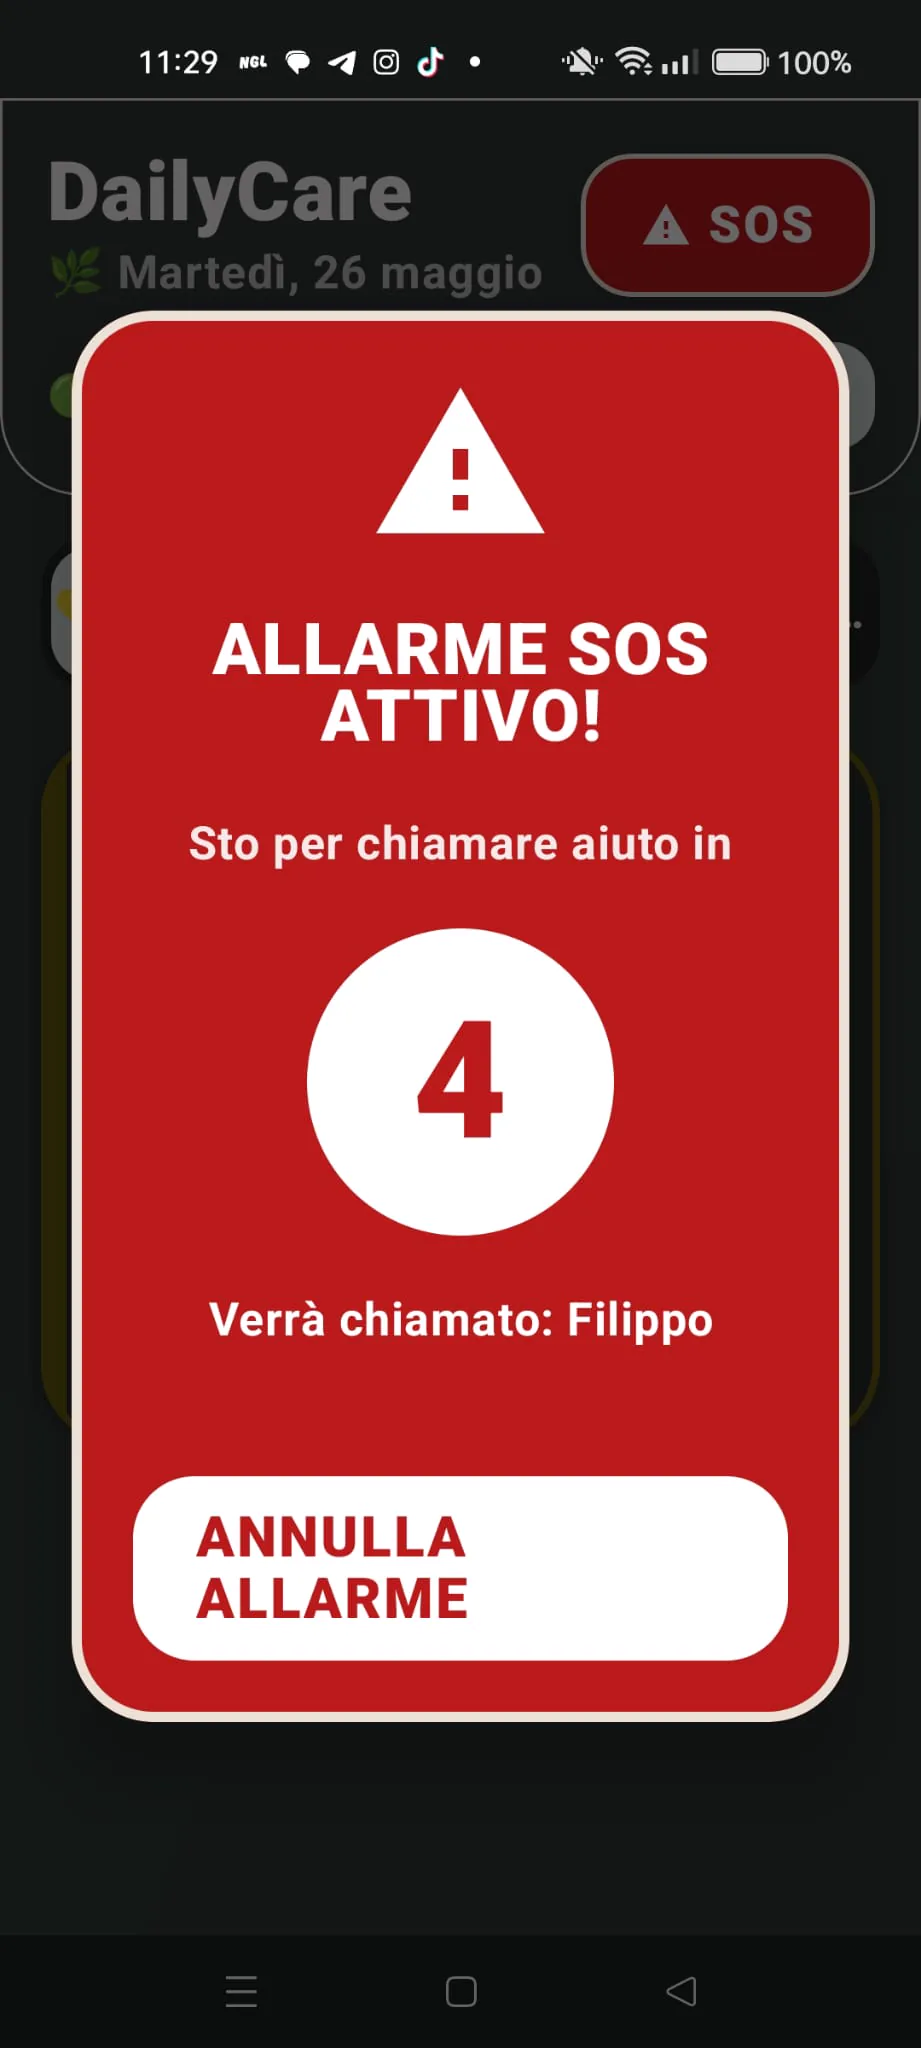 11:29 NGL 100%
DailyCare
SOS
Martedì, 26 maggio
ALLARME SOS
ATTIVO!
Sto per chiamare aiuto in
4
Verrà chiamato: Filippo
ANNULLA
ALLARME